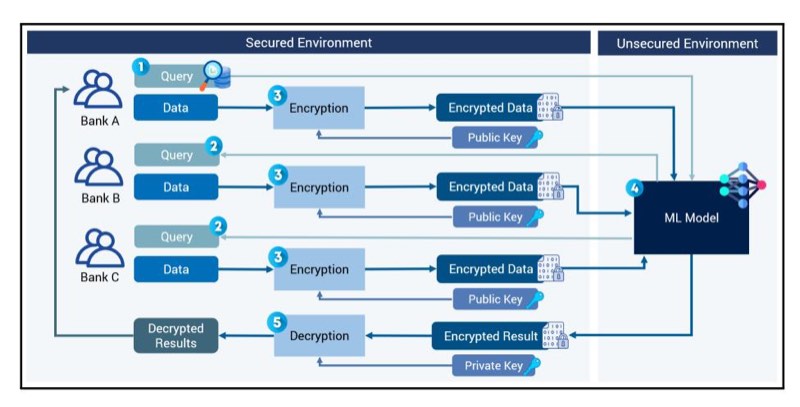 Secured Environment
Unsecured Environment
1
Query
Bank A
Data
3
Encryption
Encrypted Data
Public Key
Query
2
Bank B
Data
3
Encryption
Encrypted Data
Public Key
4
ML Model
Query
2
Bank C
Data
3
Encryption
Encrypted Data
Public Key
Decrypted
Results
5
Decryption
Encrypted Result
Private Key